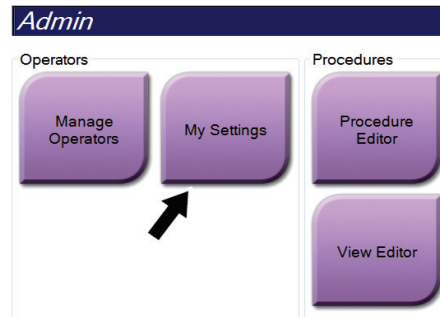 Admin
Operators
Procedures
Manage
Operators
My Settings
Procedure
Editor
View Editor